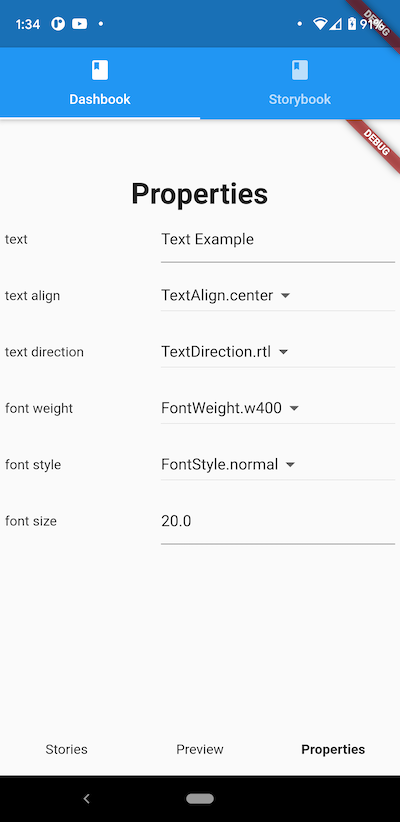 1:34
91%
DEBUG
Dashbook
Storybook
DEBUG
Properties
text
Text Example
text align
TextAlign.center
text direction
TextDirection.rtl
font weight
FontWeight.w400
font style
FontStyle.normal
font size
20.0
Stories
Preview
Properties